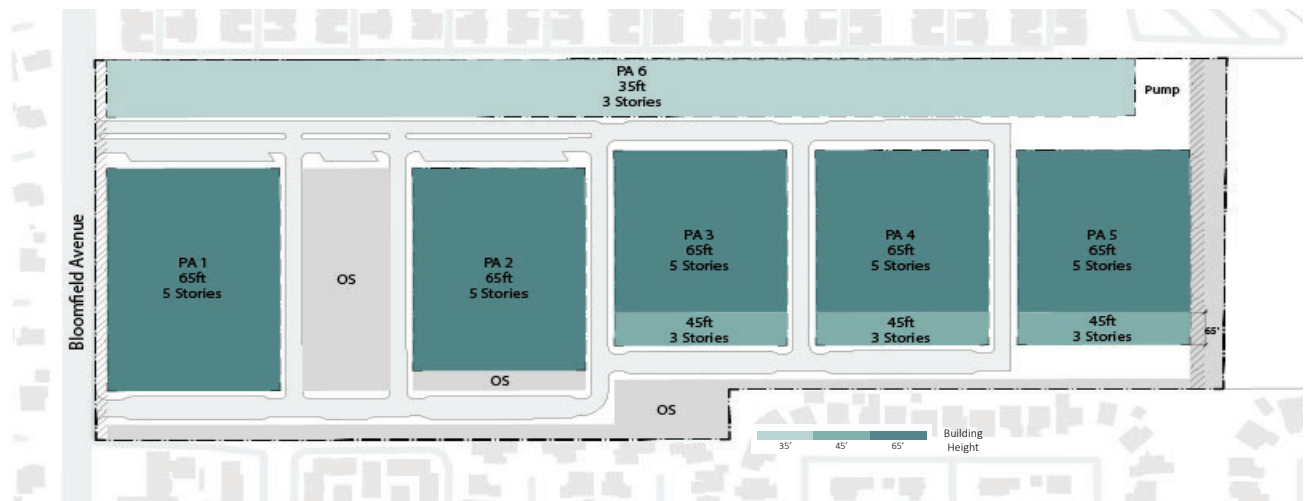 PA 6
35ft
3 Stories
Pump
Bloomfield Avenue
PA 1
65ft
5 Stories
OS
PA 2
65ft
5 Stories
OS
PA 3
65ft
5 Stories
45ft
3 Stories
PA 4
65ft
5 Stories
45ft
3 Stories
PA 5
65ft
5 Stories
45ft
3 Stories
65'
OS
35'
45'
65'
Building
Height